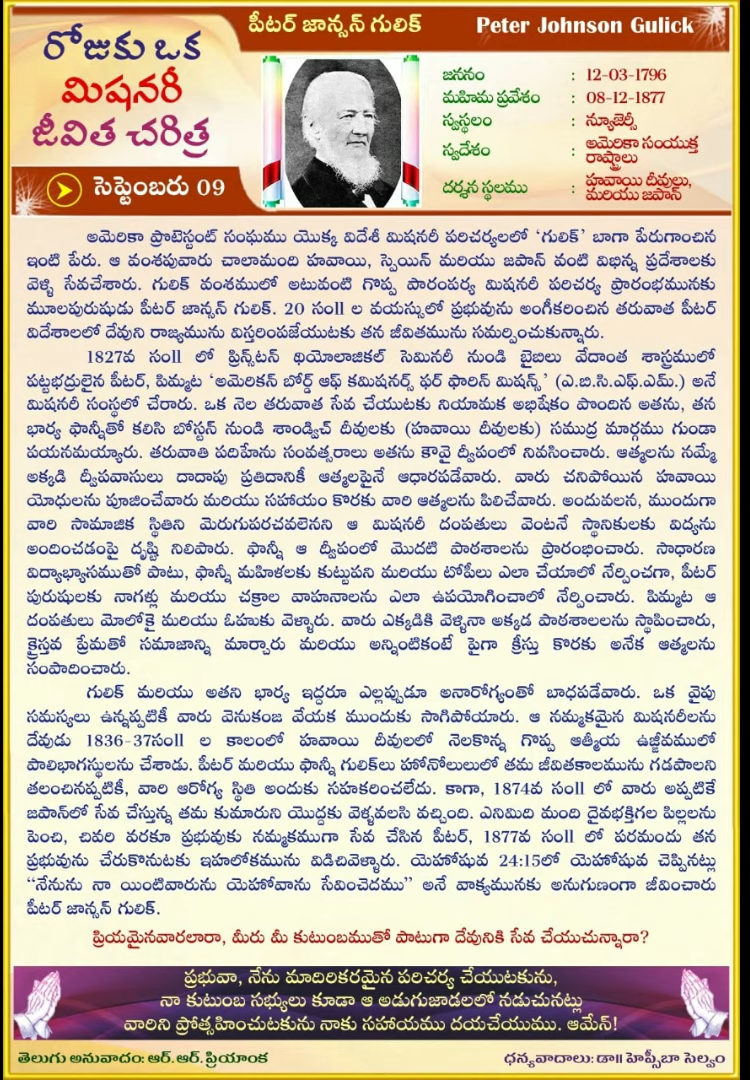 రోజుకు ఒక
మిషనరీ
జీవిత చరిత్ర
సెప్టెంబరు 09
పీటర్ జాన్సన్ గులిక్
Peter Johnson Gulick
జననం : 12-03-1796
మహిమ ప్రవేశం : 08-12-1877
స్వస్థలం : న్యూజెర్సీ
స్వదేశం : అమెరికా సంయుక్త
రాష్ట్రాలు
దర్శన స్థలము : హవాయి దీవులు,
మరియు జపాన్
అమెరికా ప్రొటెస్టంట్ సంఘము యొక్క విదేశీ మిషనరీ పరిచర్యలలో ‘గులిక్’ బాగా పేరుగాంచిన
ఇంటి పేరు. ఆ వంశపువారు చాలామంది హవాయి, స్పెయిన్ మరియు జపాన్ వంటి విభిన్న ప్రదేశాలకు
వెళ్ళి సేవచేశారు. గులిక్ వంశములో అటువంటి గొప్ప పారంపర్య మిషనరీ పరిచర్య ప్రారంభమునకు
మూలపురుషుడు పీటర్ జాన్సన్ గులిక్. 20 సంll ల వయస్సులో ప్రభువును అంగీకరించిన తరువాత పీటర్
విదేశాలలో దేవుని రాజ్యమును విస్తరింపజేయుటకు తన జీవితమును సమర్పించుకున్నారు.
1827వ సంll లో ప్రిన్స్‌టన్ థియోలాజికల్ సెమినరీ నుండి బైబిలు వేదాంత శాస్త్రములో
పట్టభద్రులైన పీటర్, పిమ్మట ‘అమెరికన్ బోర్డ్ ఆఫ్ కమిషనర్స్ ఫర్ ఫారిన్ మిషన్స్’ (ఎ.బి.సి.ఎఫ్.ఎమ్.) అనే
మిషనరీ సంస్థలో చేరారు. ఒక నెల తరువాత సేవ చేయుటకు నియామక అభిషేకం పొందిన అతను, తన
భార్య ఫాన్నీతో కలిసి బోస్టన్ నుండి శాండ్విచ్ దీవులకు (హవాయి దీవులకు) సముద్ర మార్గము గుండా
పయనమయ్యారు. తరువాతి పదిహేను సంవత్సరాలు అతను కౌవై ద్వీపంలో నివసించారు. ఆత్మలను నమ్మే
అక్కడి ద్వీపవాసులు దాదాపు ప్రతిదానికీ ఆత్మలపైనే ఆధారపడేవారు. వారు చనిపోయిన హవాయి
యోధులను పూజించేవారు మరియు సహాయం కొరకు వారి ఆత్మలను పిలిచేవారు. అందువలన, ముందుగా
వారి సామాజిక స్థితిని మెరుగుపరచవలెనని ఆ మిషనరీ దంపతులు వెంటనే స్థానికులకు విద్యను
అందించడంపై దృష్టి నిలిపారు. ఫాన్నీ ఆ ద్వీపంలో మొదటి పాఠశాలను ప్రారంభించారు. సాధారణ
విద్యాభ్యాసముతో పాటు, ఫాన్నీ మహిళలకు కుట్టుపని మరియు టోపీలు ఎలా చేయాలో నేర్పించగా, పీటర్
పురుషులకు నాగళ్లు మరియు చక్రాల వాహనాలను ఎలా ఉపయోగించాలో నేర్పించారు. పిమ్మట ఆ
దంపతులు మోలోకై మరియు ఓహుకు వెళ్ళారు. వారు ఎక్కడికి వెళ్ళినా అక్కడ పాఠశాలలను స్థాపించారు,
క్రైస్తవ ప్రేమతో సమాజాన్ని మార్చారు మరియు అన్నింటికంటే పైగా క్రీస్తు కొరకు అనేక ఆత్మలను
సంపాదించారు.
గులిక్ మరియు అతని భార్య ఇద్దరూ ఎల్లప్పుడూ అనారోగ్యంతో బాధపడేవారు. ఒక వైపు
సమస్యలు ఉన్నప్పటికీ వారు వెనుకంజ వేయక ముందుకు సాగిపోయారు. ఆ నమ్మకమైన మిషనరీలను
దేవుడు 1836-37సంll ల కాలంలో హవాయి దీవులలో నెలకొన్న గొప్ప ఆత్మీయ ఉజ్జీవములో
పాలిభాగస్థులను చేశాడు. పీటర్ మరియు ఫాన్నీ గులిక్‌లు హోనోలులులో తమ జీవితకాలమును గడపాలని
తలంచినప్పటికీ, వారి ఆరోగ్య స్థితి అందుకు సహకరించలేదు. కాగా, 1874వ సంll లో వారు అప్పటికే
జపాన్‌లో సేవ చేస్తున్న తమ కుమారుని యొద్దకు వెళ్ళవలసి వచ్చింది. ఎనిమిది మంది దైవభక్తిగల పిల్లలను
పెంచి, చివరి వరకూ ప్రభువుకు నమ్మకముగా సేవ చేసిన పీటర్, 1877వ సంll లో పరమందు తన
ప్రభువును చేరుకొనుటకు ఇహలోకమును విడిచివెళ్ళారు. యెహోషువ 24:15లో యెహోషువ చెప్పినట్లు
“నేనును నా యింటివారును యెహోవాను సేవించెదము” అనే వాక్యమునకు అనుగుణంగా జీవించారు
పీటర్ జాన్సన్ గులిక్.
ప్రియమైనవారలారా, మీరు మీ కుటుంబముతో పాటుగా దేవునికి సేవ చేయుచున్నారా?
ప్రభువా, నేను మాదిరికరమైన పరిచర్య చేయుటకును,
నా కుటుంబ సభ్యులు కూడా ఆ అడుగుజాడలలో నడుచునట్లు
వారిని ప్రోత్సహించుటకును నాకు సహాయము దయచేయుము. ఆమేన్!
తెలుగు అనువాదం: ఆర్.ఆర్. ప్రియాంక
ధన్యవాదాలు: డాll హెప్సీబా సెల్వం